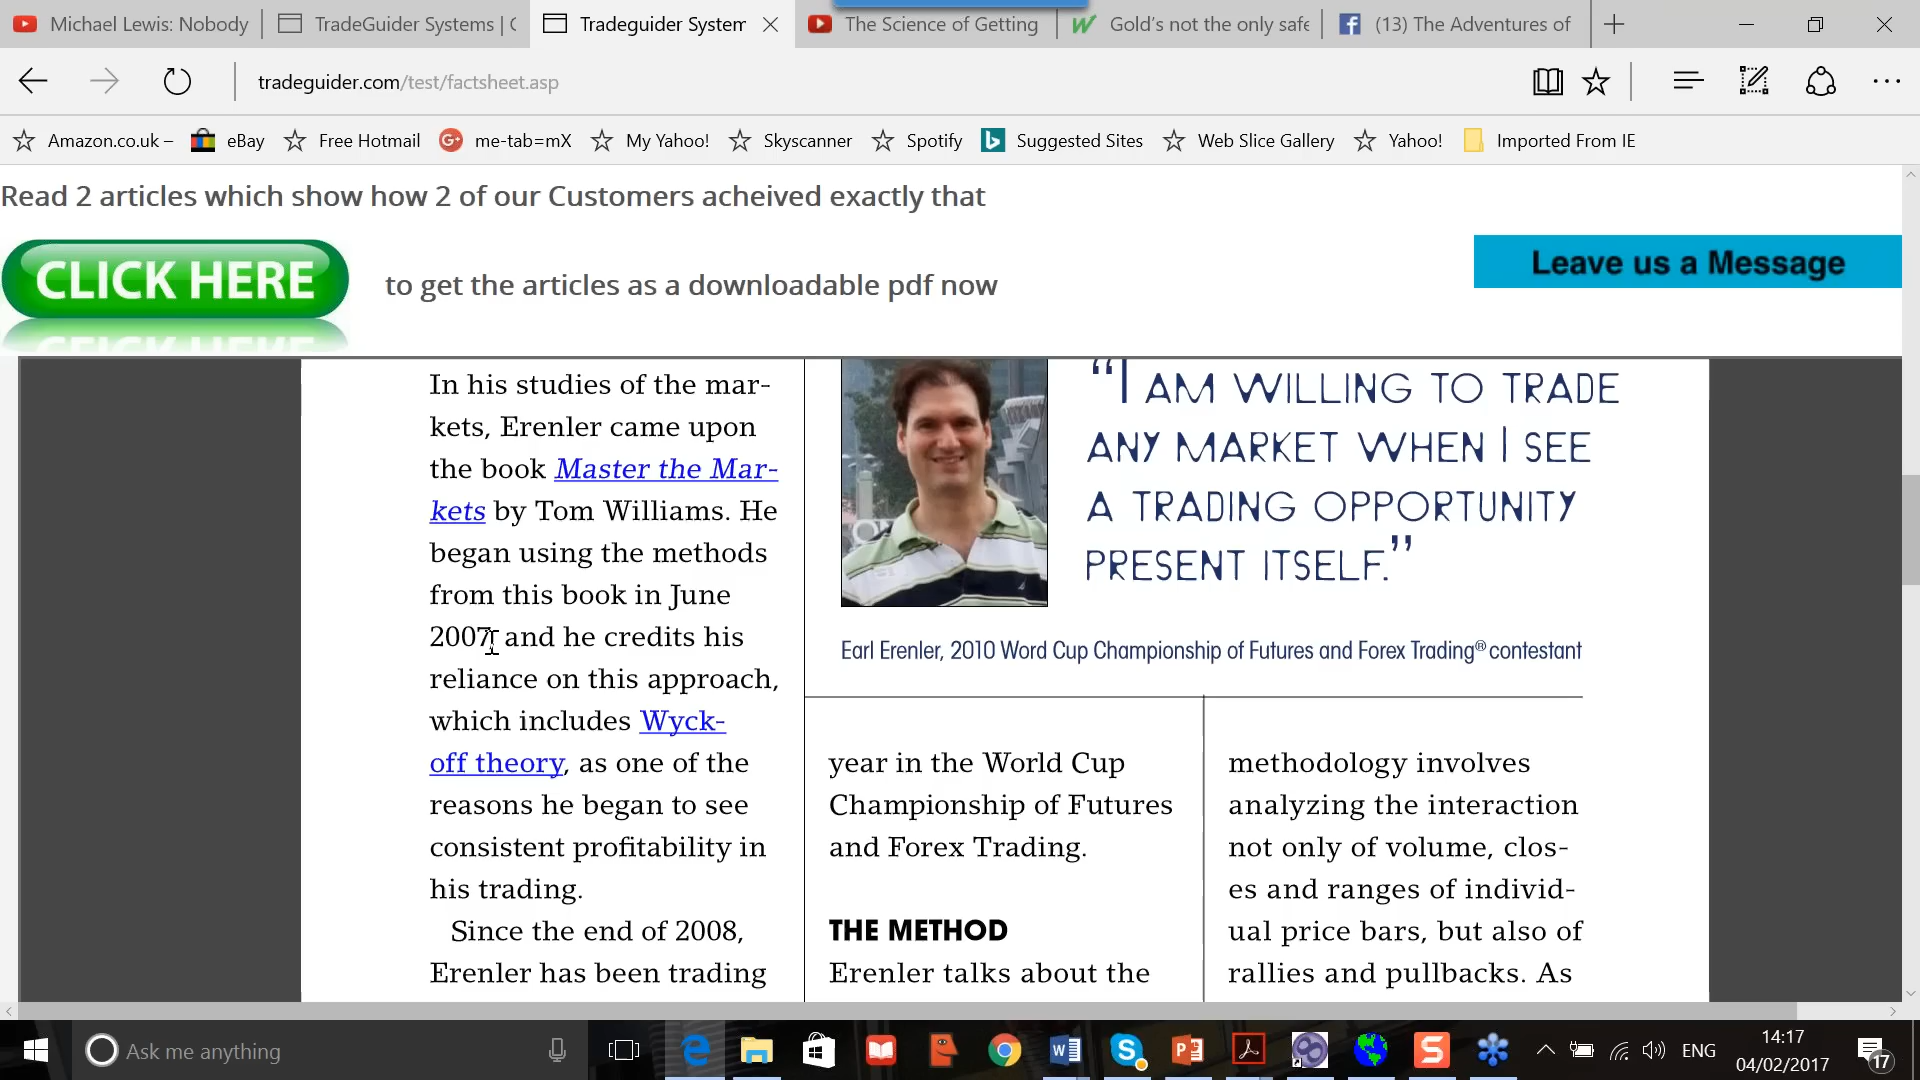 Michael Lewis: Nobody
TradeGuider Systems | C
Tradeguider System
The Science of Getting
Gold's not the only safe
(13) The Adventures of
tradeguider.com/test/factsheet.asp
Amazon.co.uk –
eBay
Free Hotmail
me-tab=mX
My Yahoo!
Skyscanner
Spotify
Suggested Sites
Web Slice Gallery
Yahoo!
Imported From IE
Read 2 articles which show how 2 of our Customers acheived exactly that
CLICK HERE
to get the articles as a downloadable pdf now
Leave us a Message
In his studies of the mar-
kets, Erenler came upon
the book Master the Mar-
kets by Tom Williams. He
began using the methods
from this book in June
2007, and he credits his
reliance on this approach,
which includes Wyck-
off theory, as one of the
reasons he began to see
consistent profitability in
his trading.
Since the end of 2008,
Erenler has been trading
"I AM WILLING TO TRADE
ANY MARKET WHEN I SEE
A TRADING OPPORTUNITY
PRESENT ITSELF."
Earl Erenler, 2010 Word Cup Championship of Futures and Forex Trading® contestant
year in the World Cup
Championship of Futures
and Forex Trading.
THE METHOD
Erenler talks about the
methodology involves
analyzing the interaction
not only of volume, clos-
es and ranges of individ-
ual price bars, but also of
rallies and pullbacks. As
Ask me anything
ENG
14:17
04/02/2017
17